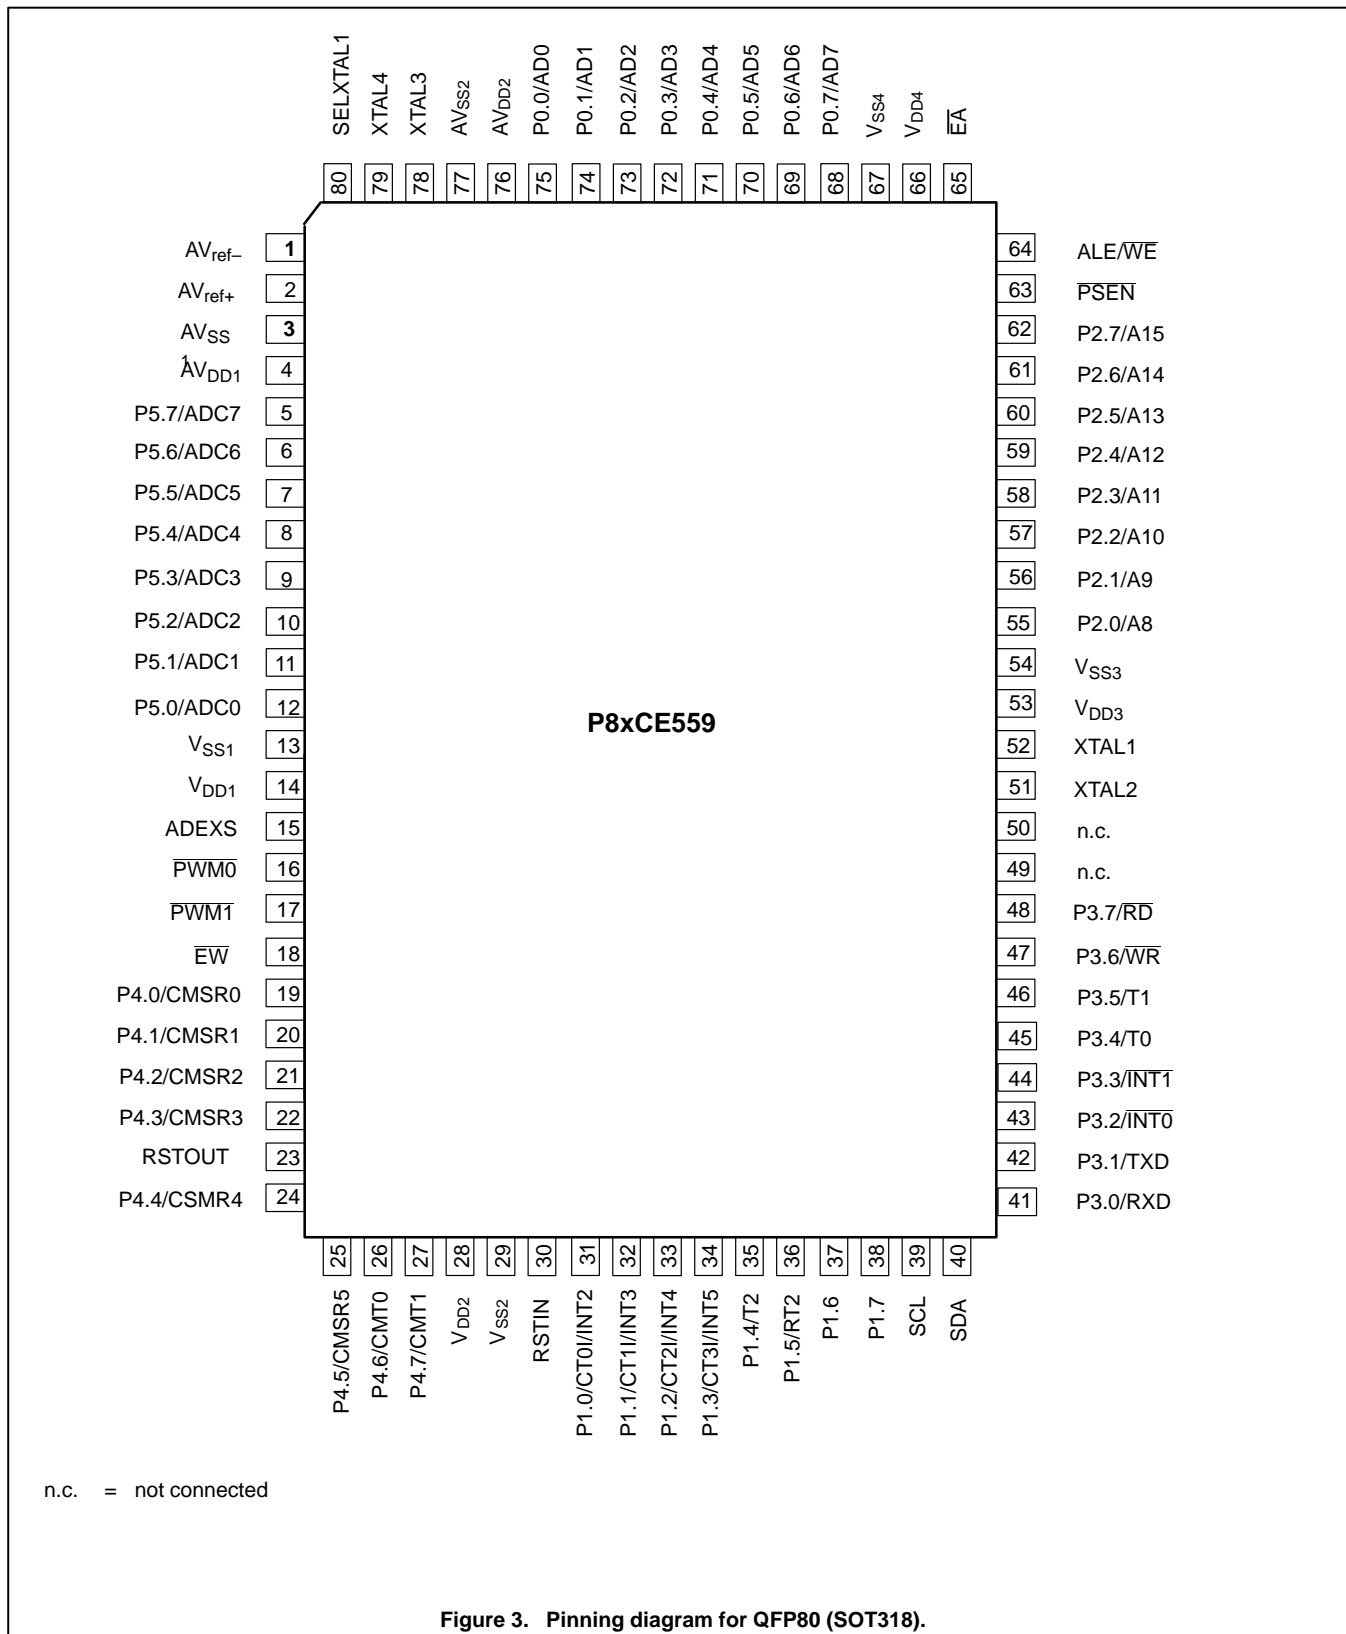 SELXTAL1
XTAL4
XTAL3
AVSS2
AVDD2
P0.0/AD0
P0.1/AD1
P0.2/AD2
P0.3/AD3
P0.4/AD4
P0.5/AD5
P0.6/AD6
P0.7/AD7
VSS4
VDD4
E̅A̅
80 79 78 77 76 75 74 73 72 71 70 69 68 67 66 65
AVref– 1
AVref+ 2
AVSS 3
1
AVDD1 4
P5.7/ADC7 5
P5.6/ADC6 6
P5.5/ADC5 7
P5.4/ADC4 8
P5.3/ADC3 9
P5.2/ADC2 10
P5.1/ADC1 11
P5.0/ADC0 12
VSS1 13
VDD1 14
ADEXS 15
P̅W̅M̅0̅ 16
P̅W̅M̅1̅ 17
E̅W̅ 18
P4.0/CMSR0 19
P4.1/CMSR1 20
P4.2/CMSR2 21
P4.3/CMSR3 22
RSTOUT 23
P4.4/CSMR4 24
P8xCE559
64 ALE/W̅E̅
63 P̅S̅E̅N̅
62 P2.7/A15
61 P2.6/A14
60 P2.5/A13
59 P2.4/A12
58 P2.3/A11
57 P2.2/A10
56 P2.1/A9
55 P2.0/A8
54 VSS3
53 VDD3
52 XTAL1
51 XTAL2
50 n.c.
49 n.c.
48 P3.7/R̅D̅
47 P3.6/W̅R̅
46 P3.5/T1
45 P3.4/T0
44 P3.3/I̅N̅T̅1̅
43 P3.2/I̅N̅T̅0̅
42 P3.1/TXD
41 P3.0/RXD
25 26 27 28 29 30 31 32 33 34 35 36 37 38 39 40
P4.5/CMSR5
P4.6/CMT0
P4.7/CMT1
VDD2
VSS2
RSTIN
P1.0/CT0I/INT2
P1.1/CT1I/INT3
P1.2/CT2I/INT4
P1.3/CT3I/INT5
P1.4/T2
P1.5/RT2
P1.6
P1.7
SCL
SDA
n.c. = not connected
Figure 3. Pinning diagram for QFP80 (SOT318).